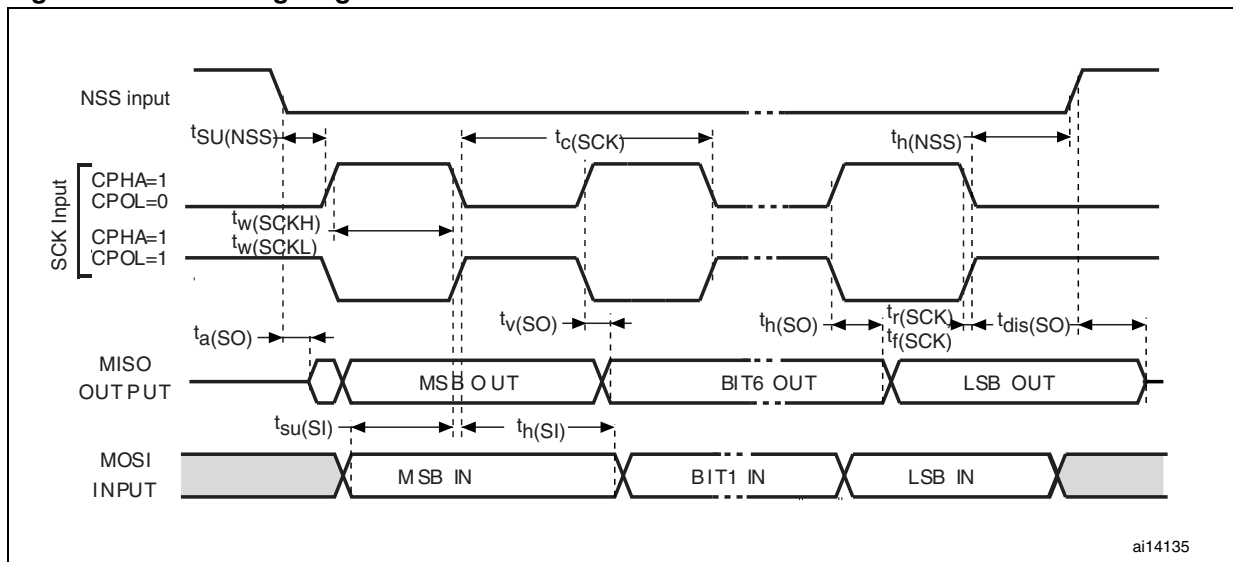 NSS input
tSU(NSS)
tc(SCK)
th(NSS)
SCK Input
CPHA=1
CPOL=0
tw(SCKH)
CPHA=1
tw(SCKL)
CPOL=1
ta(SO)
tv(SO)
th(SO)
tr(SCK)
tf(SCK)
tdis(SO)
MISO
OUTPUT
MSB OUT
BIT6 OUT
LSB OUT
tsu(SI)
th(SI)
MOSI
INPUT
MSB IN
BIT1 IN
LSB IN
ai14135